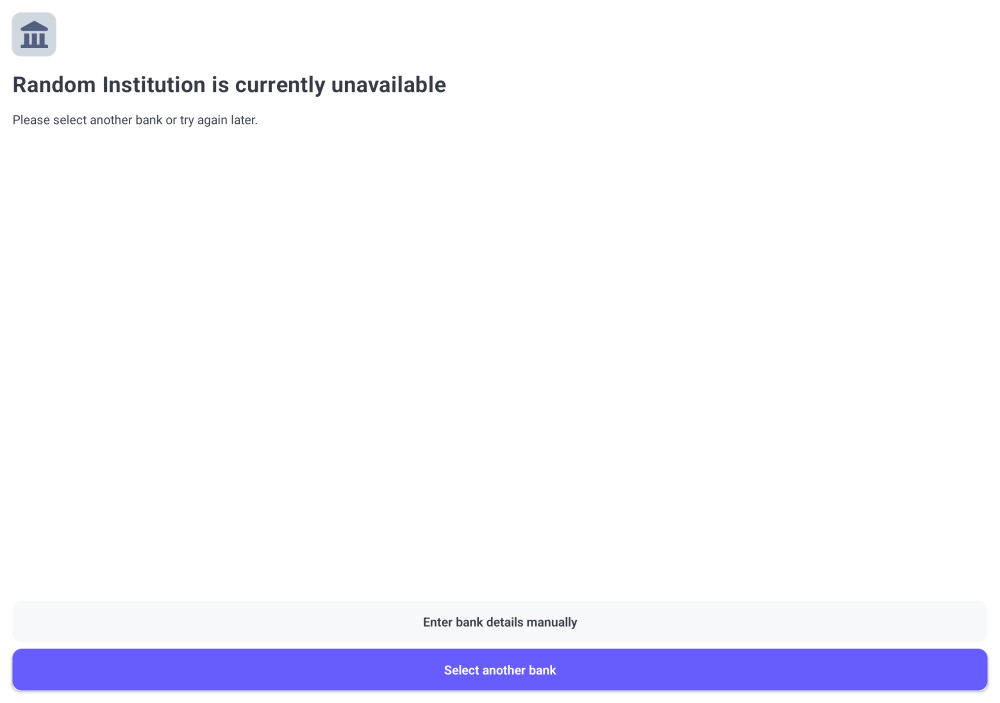 Random Institution is currently unavailable
Please select another bank or try again later.
Enter bank details manually
Select another bank